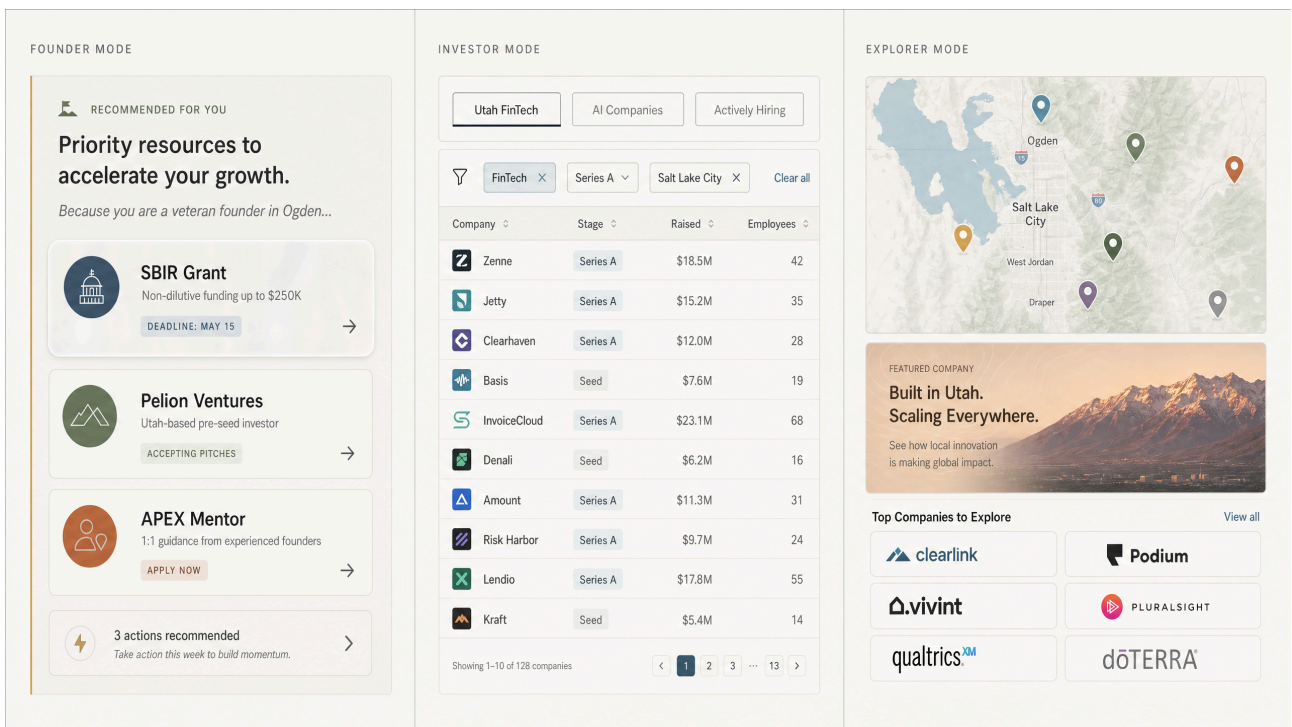 FOUNDER MODE
RECOMMENDED FOR YOU
Priority resources to
accelerate your growth.
Because you are a veteran founder in Ogden...
SBIR Grant
Non-dilutive funding up to $250K
DEADLINE: MAY 15
Pelion Ventures
Utah-based pre-seed investor
ACCEPTING PITCHES
APEX Mentor
1:1 guidance from experienced founders
APPLY NOW
3 actions recommended
Take action this week to build momentum.
INVESTOR MODE
Utah FinTech AI Companies Actively Hiring
FinTech Series A Salt Lake City Clear all
Company Stage Raised Employees
Zenne Series A $18.5M 42
Jetty Series A $15.2M 35
Clearhaven Series A $12.0M 28
Basis Seed $7.6M 19
InvoiceCloud Series A $23.1M 68
Denali Seed $6.2M 16
Amount Series A $11.3M 31
Risk Harbor Series A $9.7M 24
Lendio Series A $17.8M 55
Kraft Seed $5.4M 14
Showing 1–10 of 128 companies
1 2 3 ... 13
EXPLORER MODE
Ogden
15
80
Salt Lake
City
West Jordan
Draper
FEATURED COMPANY
Built in Utah.
Scaling Everywhere.
See how local innovation
is making global impact.
Top Companies to Explore View all
clearlink Podium
vivint PLURALSIGHT
qualtrics.XM dōTERRA